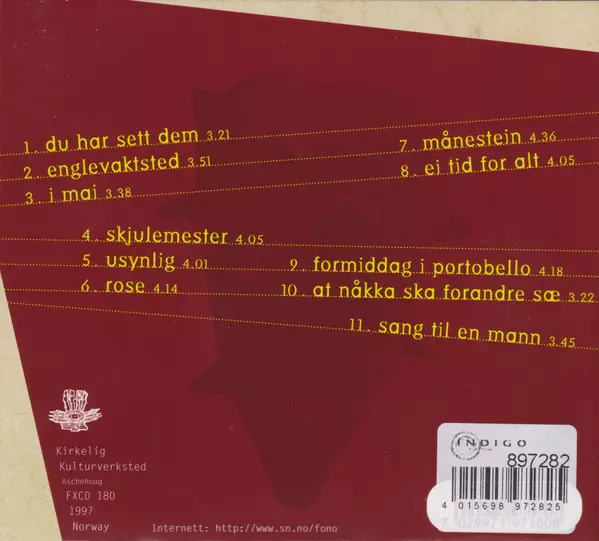 1. du har sett dem 3.21
2. englevaktsted 3.51
3. i mai 3.38
4. skjulemester 4.05
5. usynlig 4.01
6. rose 4.14
7. månestein 4.36
8. ei tid for alt 4.05
9. formiddag i portobello 4.18
10. at nåkka ska forandre sæ 3.22
11. sang til en mann 3.45
Kirkelig
Kulturverksted
Aschehoug
FXCD 180
1997
Norway
Internett: http://www.sn.no/fono
INDIGO
897282
4 015698 972825
7 029971 971808